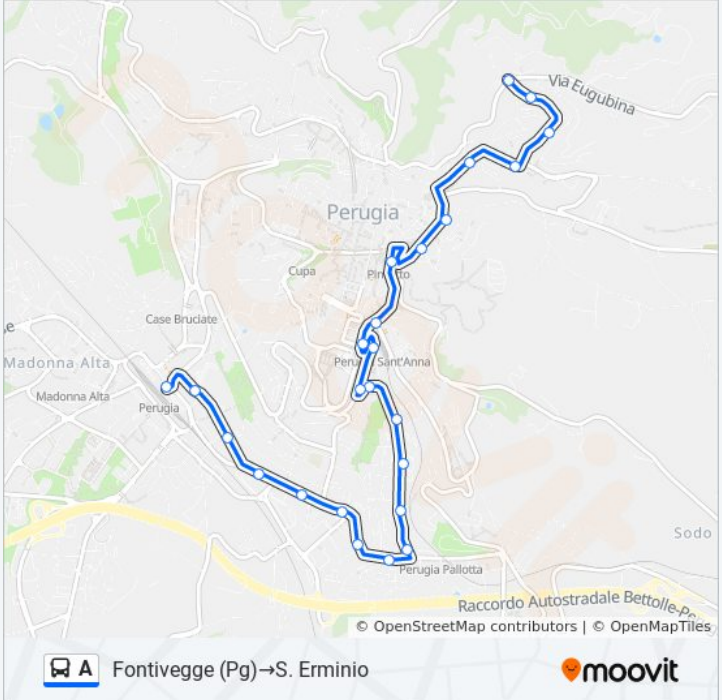 Via Eugubina
Perugia
Cupa
Case Bruciate
Perugia Sant'Anna
Madonna Alta
Madonna Alta
Perugia
Sodo
Perugia Pallotta
Raccordo Autostradale Bettolle-Pe
© OpenStreetMap contributors | © OpenMapTiles
A Fontivegge (Pg)→S. Erminio
moovit